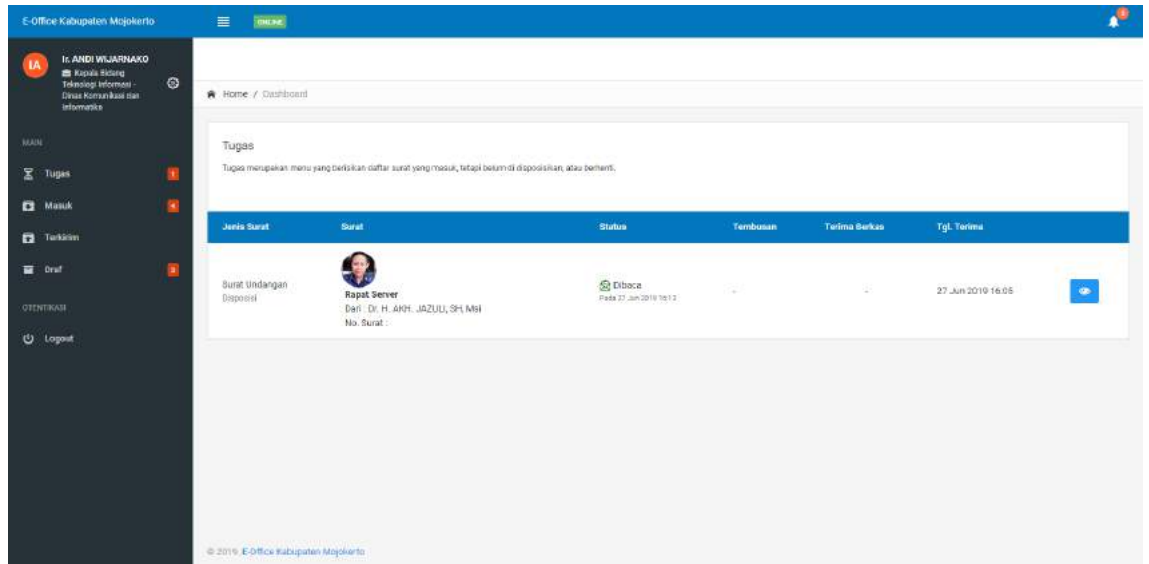 E-Office Kabupaten Mojokerto
ONLINE
IA
Ir. ANDI WIJARNAKO
Kepala Bidang
Teknologi Informasi -
Dinas Komunikasi dan
Informatika
Home / Dashboard
MAIN
Tugas 1
Masuk 4
Terkirim
Draf 3
OTENTIKASI
Logout
Tugas
Tugas merupakan menu yang berisikan daftar surat yang masuk, tetapi belum di disposisikan, atau berhenti.
Jenis Surat Surat Status Tembusan Terima Berkas Tgl. Terima
Surat Undangan
Disposisi
Rapat Server
Dari : Dr. H. AKH. JAZULI, SH, MSi
No. Surat :
Dibaca
Pada 27 Jun 2019 16:12
- -
27 Jun 2019 16:05
© 2019 E-Office Kabupaten Mojokerto